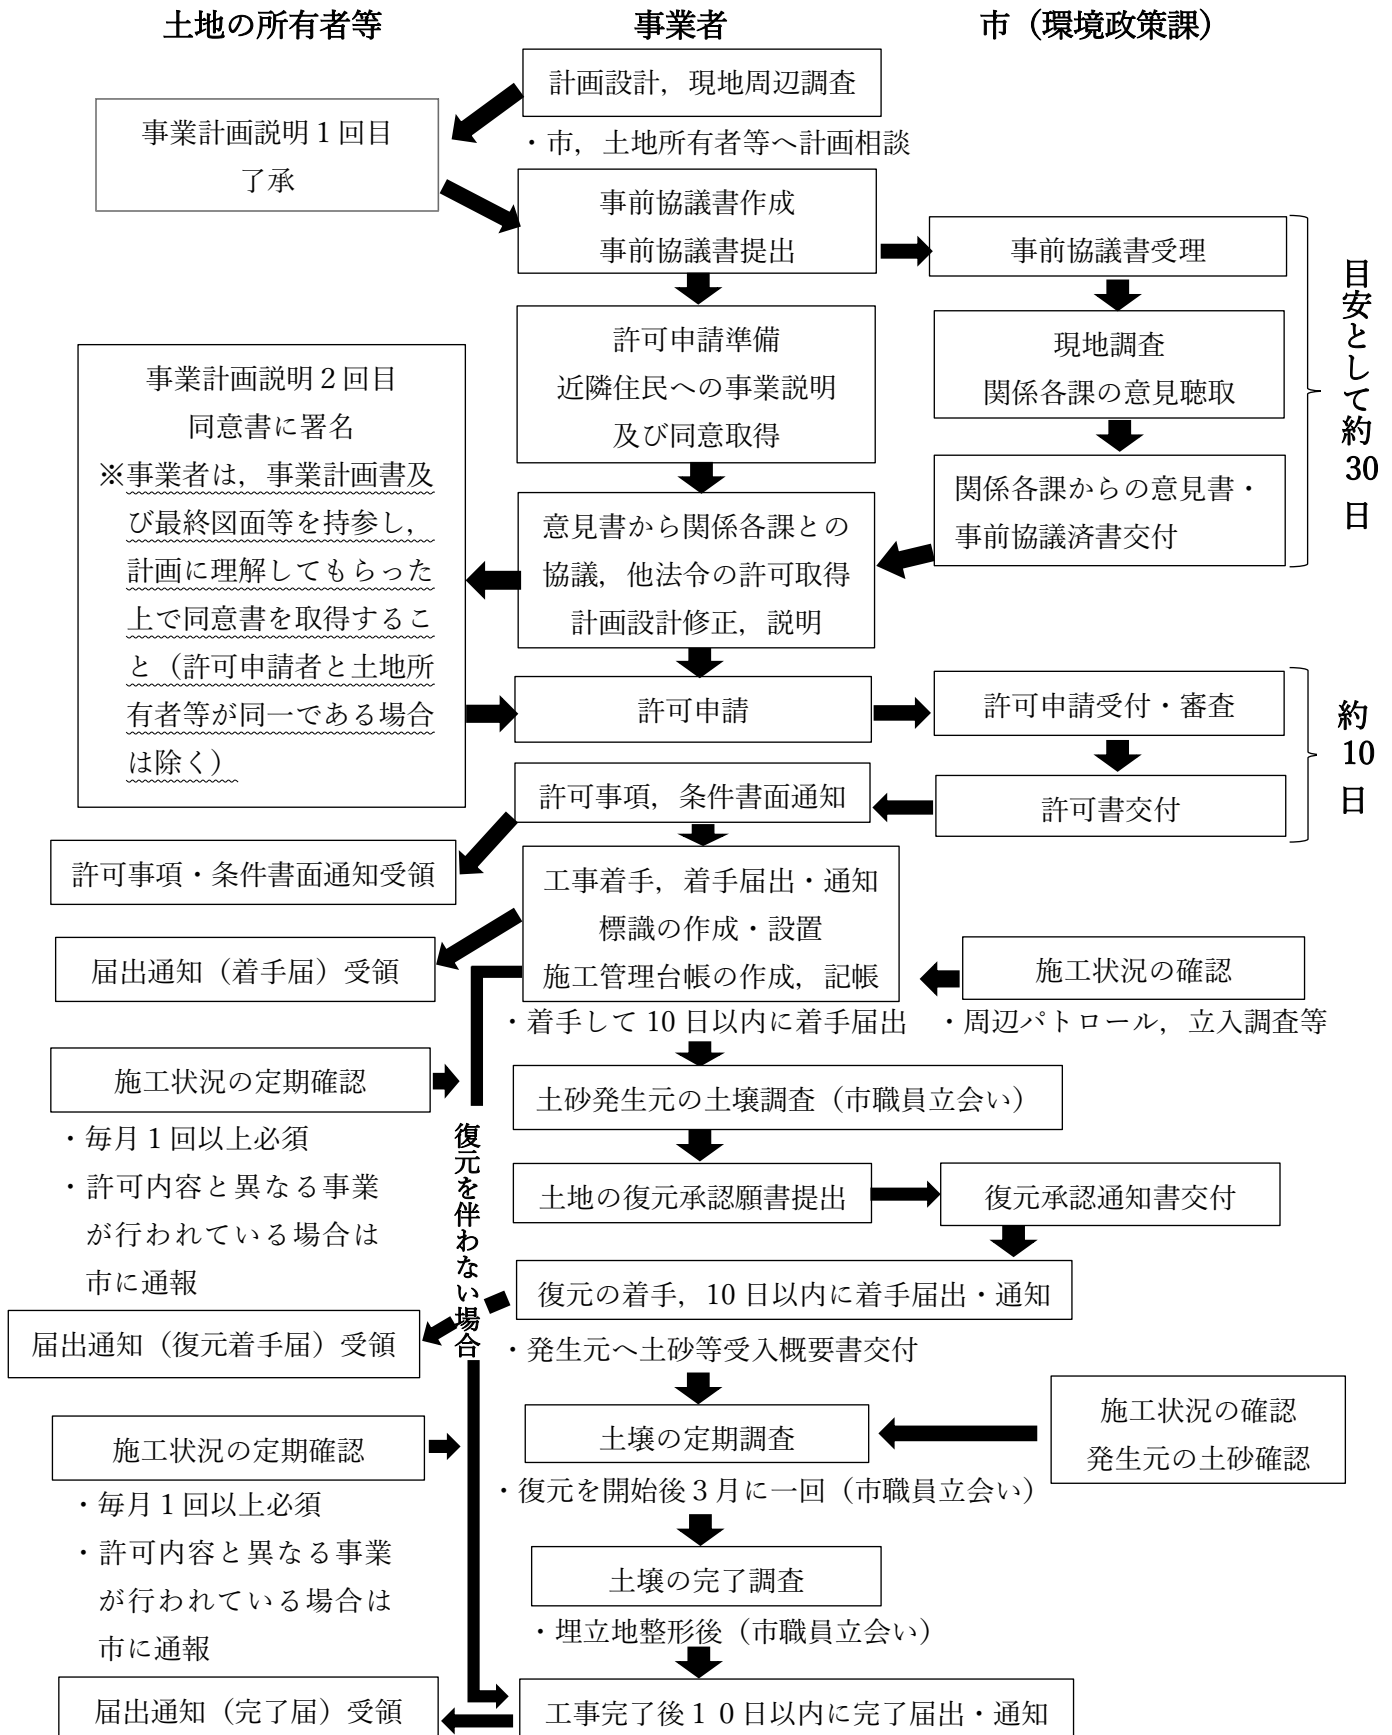 土地の所有者等
事業者
市（環境政策課）
計画設計，現地周辺調査
・市，土地所有者等へ計画相談
事業計画説明１回目
了承
事前協議書作成
事前協議書提出
事前協議書受理
目安として約30日
許可申請準備
近隣住民への事業説明
及び同意取得
現地調査
関係各課の意見聴取
事業計画説明２回目
同意書に署名
※事業者は，事業計画書及
び最終図面等を持参し，
計画に理解してもらった
上で同意書を取得するこ
と（許可申請者と土地所
有者等が同一である場合
は除く）
関係各課からの意見書・
事前協議済書交付
意見書から関係各課との
協議，他法令の許可取得
計画設計修正，説明
許可申請
許可申請受付・審査
約10日
許可事項，条件書面通知
許可書交付
許可事項・条件書面通知受領
工事着手，着手届出・通知
標識の作成・設置
施工管理台帳の作成，記帳
・着手して 10 日以内に着手届出
届出通知（着手届）受領
施工状況の確認
・周辺パトロール，立入調査等
施工状況の定期確認
・毎月１回以上必須
・許可内容と異なる事業
が行われている場合は
市に通報
復元を伴わない場合
土砂発生元の土壌調査（市職員立会い）
土地の復元承認願書提出
復元承認通知書交付
復元の着手，10 日以内に着手届出・通知
・発生元へ土砂等受入概要書交付
届出通知（復元着手届）受領
土壌の定期調査
・復元を開始後３月に一回（市職員立会い）
施工状況の確認
発生元の土砂確認
施工状況の定期確認
・毎月１回以上必須
・許可内容と異なる事業
が行われている場合は
市に通報
土壌の完了調査
・埋立地整形後（市職員立会い）
届出通知（完了届）受領
工事完了後１０日以内に完了届出・通知